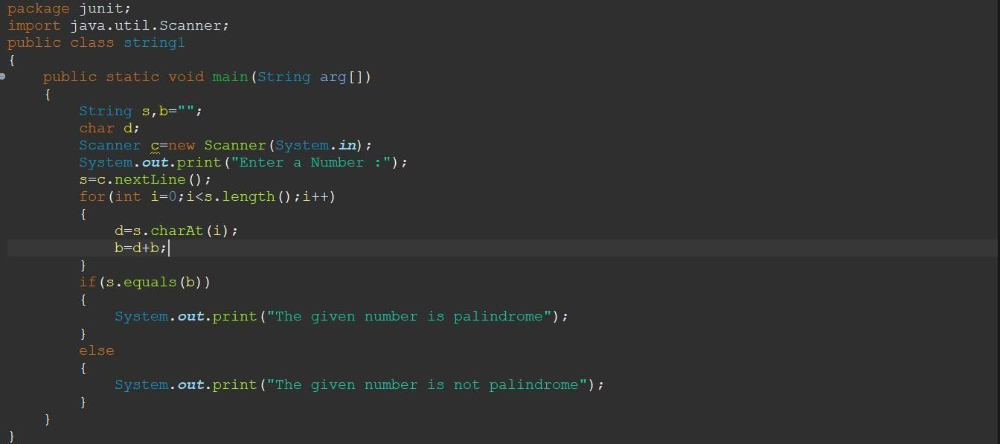 package junit;
import java.util.Scanner;
public class string1
{
    public static void main(String arg[])
    {
        String s,b="";
        char d;
        Scanner c=new Scanner(System.in);
        System.out.print("Enter a Number :");
        s=c.nextLine();
        for(int i=0;i<s.length();i++)
        {
            d=s.charAt(i);
            b=d+b;
        }
        if(s.equals(b))
        {
            System.out.print("The given number is palindrome");
        }
        else
        {
            System.out.print("The given number is not palindrome");
        }
    }
}